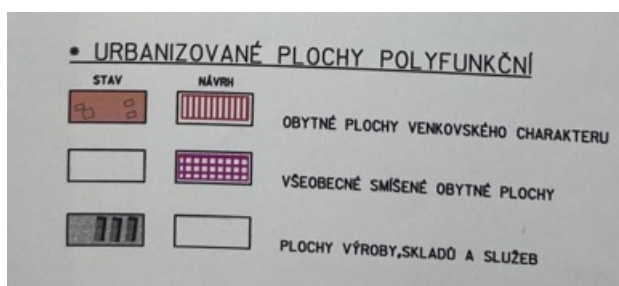 • URBANIZOVANÉ PLOCHY POLYFUNKČNÍ
STAV NÁVRH
OBYTNÉ PLOCHY VENKOVSKÉHO CHARAKTERU
VŠEOBECNÉ SMÍŠENÉ OBYTNÉ PLOCHY
PLOCHY VÝROBY,SKLADŮ A SLUŽEB